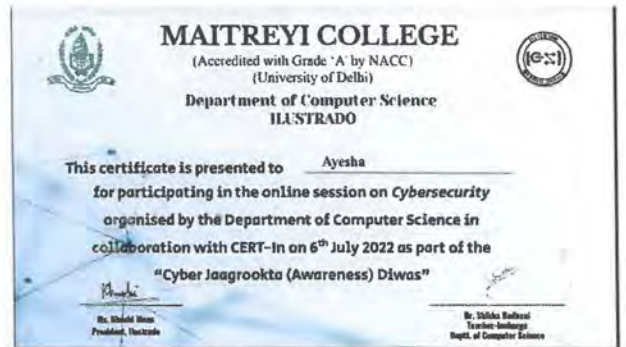 MAITREYI COLLEGE
(Accredited with Grade 'A' by NACC)
(University of Delhi)
Department of Computer Science
ILUSTRADO
This certificate is presented to Ayesha
for participating in the online session on Cybersecurity
organised by the Department of Computer Science in
collaboration with CERT-In on 6th July 2022 as part of the
"Cyber Jaagrookta (Awareness) Diwas"
President, Ilustrado
Dr. Shikha
Teacher-Incharge
Deptt. of Computer Science